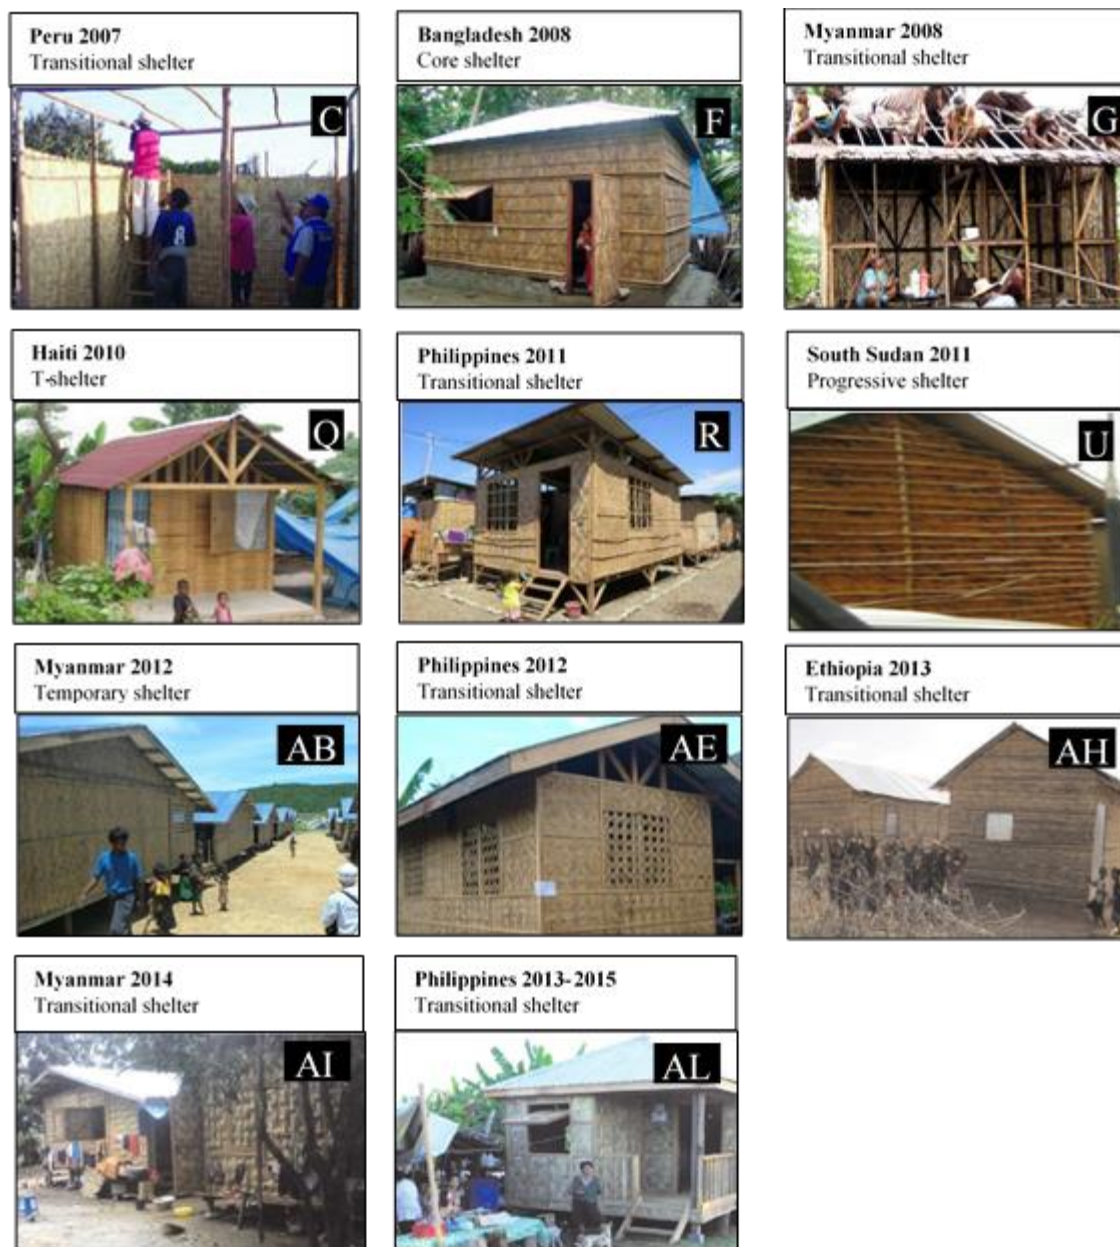 Peru 2007
Transitional shelter
C
Bangladesh 2008
Core shelter
F
Myanmar 2008
Transitional shelter
G
Haiti 2010
T-shelter
Q
Philippines 2011
Transitional shelter
R
South Sudan 2011
Progressive shelter
U
Myanmar 2012
Temporary shelter
AB
Philippines 2012
Transitional shelter
AE
Ethiopia 2013
Transitional shelter
AH
Myanmar 2014
Transitional shelter
AI
Philippines 2013-2015
Transitional shelter
AL
8